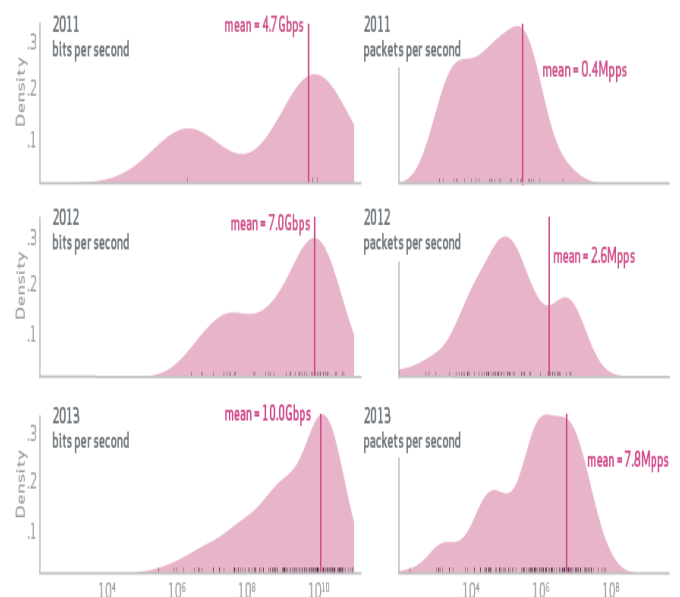 2011
bits per second
mean = 4.7Gbps
Density
.3
.2
.1
2011
packets per second
mean = 0.4Mpps
2012
bits per second
mean = 7.0Gbps
Density
.3
.2
.1
2012
packets per second
mean = 2.6Mpps
2013
bits per second
mean = 10.0Gbps
Density
.3
.2
.1
2013
packets per second
mean = 7.8Mpps
10⁴ 10⁶ 10⁸ 10¹⁰
10⁴ 10⁶ 10⁸